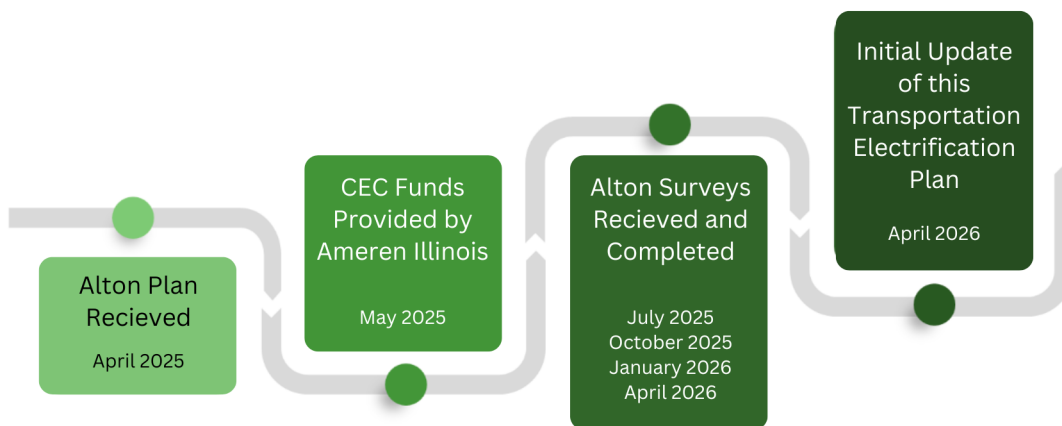 Alton Plan
Recieved
April 2025
CEC Funds
Provided by
Ameren Illinois
May 2025
Alton Surveys
Recieved and
Completed
July 2025
October 2025
January 2026
April 2026
Initial Update
of this
Transportation
Electrification
Plan
April 2026